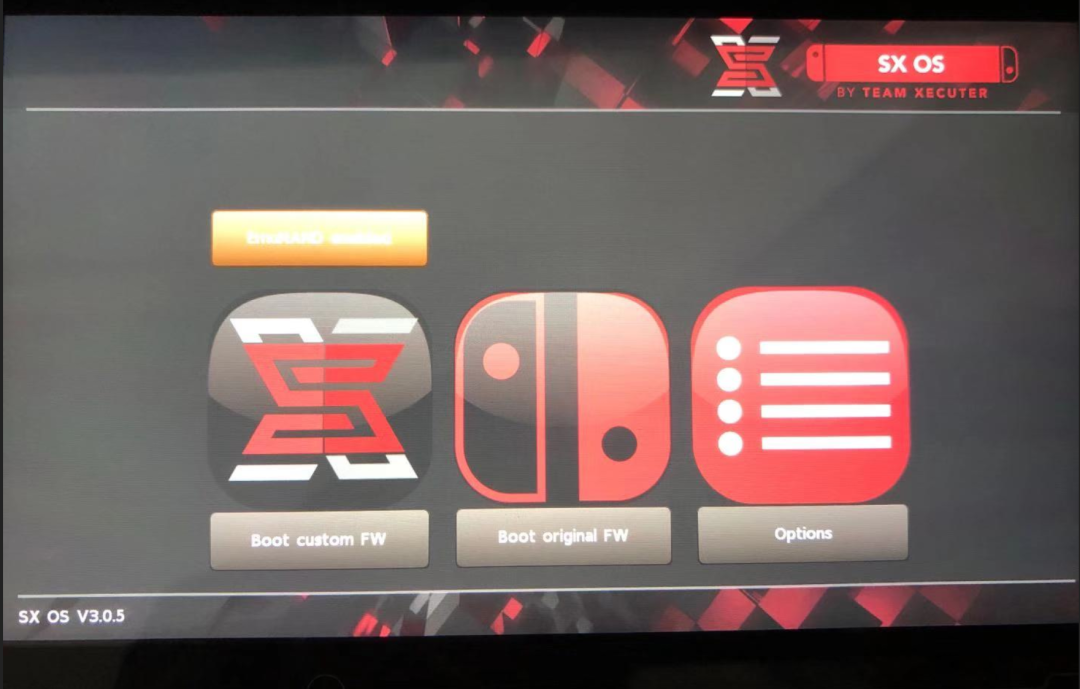 SX OS
BY TEAM XECUTER
EmuNAND enabled
Boot custom FW
Boot original FW
Options
SX OS V3.0.5